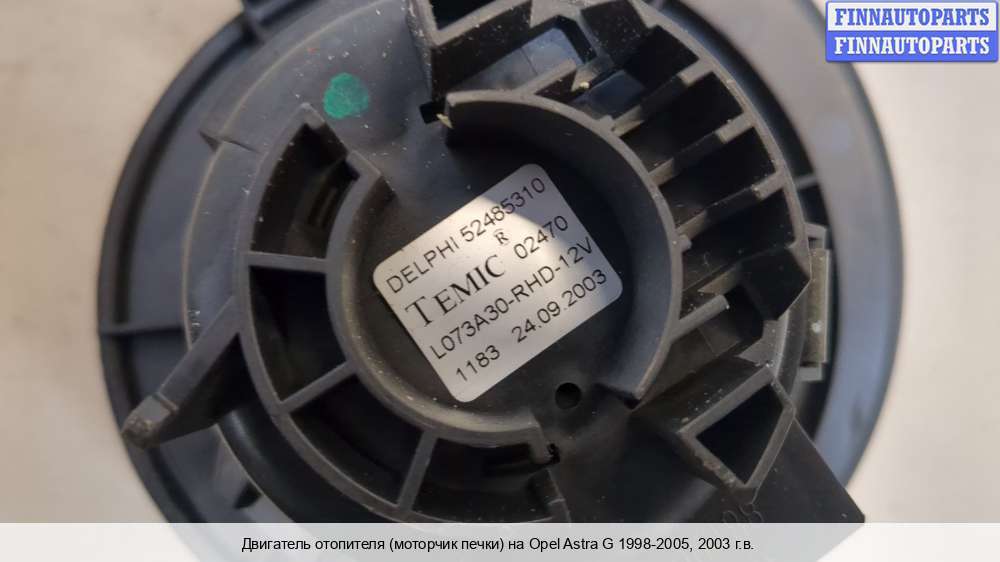 FINNAUTOPARTS
FINNAUTOPARTS
DELPHI 52485310
TEMIC ® 02470
L073A30-RHD-12V
1183 24.09.2003
Двигатель отопителя (моторчик печки) на Opel Astra G 1998-2005, 2003 г.в.